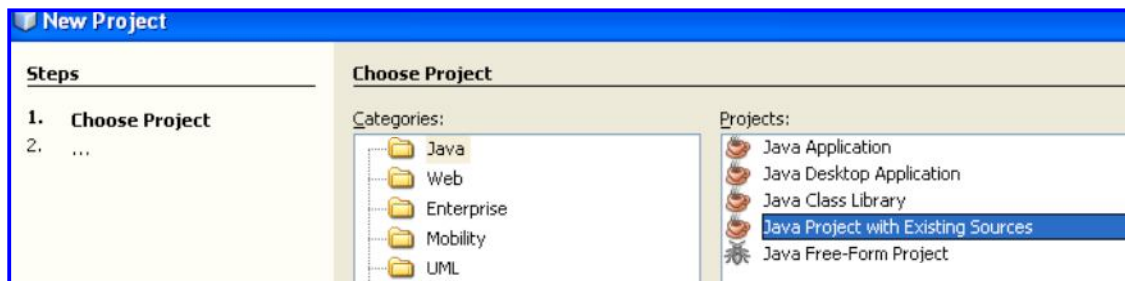 New Project
Steps
1. Choose Project
2. ...
Choose Project
Categories:
Java
Web
Enterprise
Mobility
UML
Projects:
Java Application
Java Desktop Application
Java Class Library
Java Project with Existing Sources
Java Free-Form Project